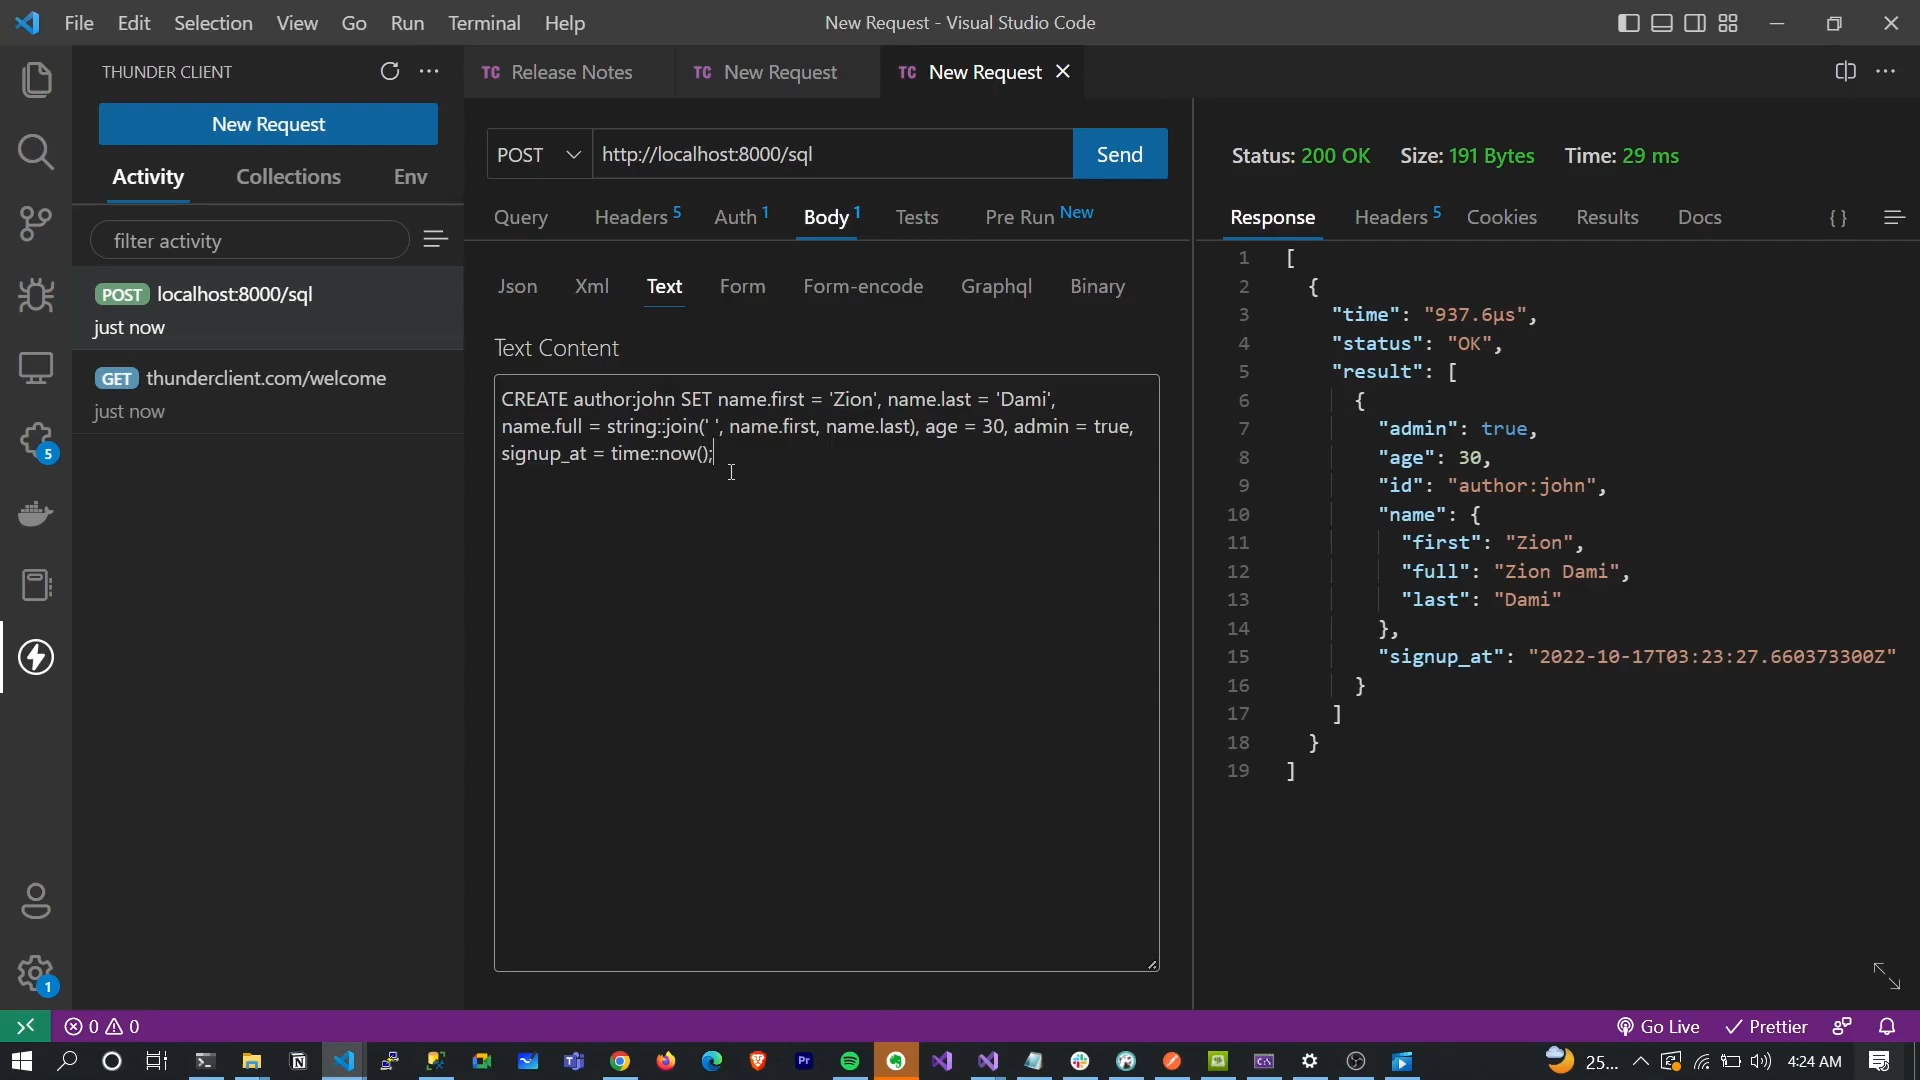 File Edit Selection View Go Run Terminal Help
New Request - Visual Studio Code
THUNDER CLIENT
New Request
Activity Collections Env
filter activity
POST localhost:8000/sql
just now
GET thunderclient.com/welcome
just now
5
1
TC Release Notes
TC New Request
TC New Request
POST http://localhost:8000/sql Send
Query Headers 5 Auth 1 Body 1 Tests Pre Run New
Json Xml Text Form Form-encode Graphql Binary
Text Content
CREATE author:john SET name.first = 'Zion', name.last = 'Dami',
name.full = string::join(' ', name.first, name.last), age = 30, admin = true,
signup_at = time::now();
Status: 200 OK Size: 191 Bytes Time: 29 ms
Response Headers 5 Cookies Results Docs { }
1 [
2 {
3 "time": "937.6µs",
4 "status": "OK",
5 "result": [
6 {
7 "admin": true,
8 "age": 30,
9 "id": "author:john",
10 "name": {
11 "first": "Zion",
12 "full": "Zion Dami",
13 "last": "Dami"
14 },
15 "signup_at": "2022-10-17T03:23:27.660373300Z"
16 }
17 ]
18 }
19 ]
0 0
Go Live Prettier
Pr
25... 4:24 AM